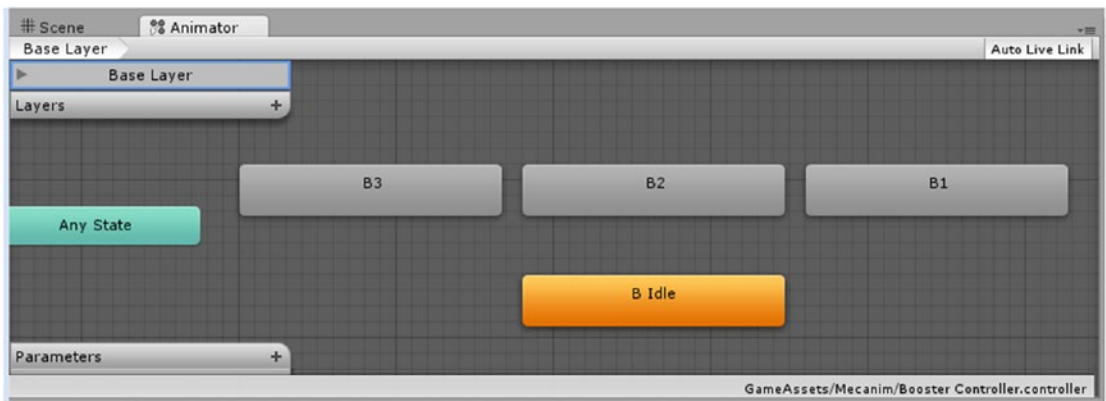 Scene Animator
Base Layer Auto Live Link
Base Layer
Layers +
B3 B2 B1
Any State
B Idle
Parameters +
GameAssets/Mecanim/Booster Controller.controller